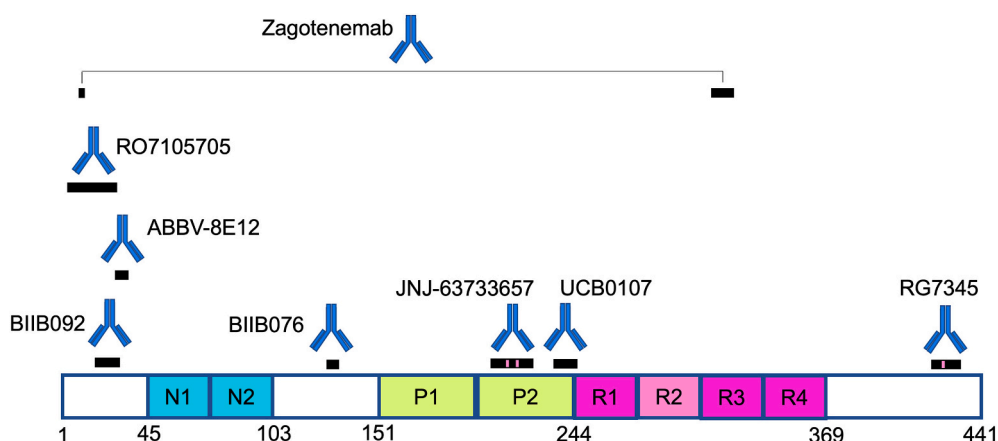 Zagotenemab
RO7105705
ABBV-8E12
JNJ-63733657 UCB0107 RG7345
BIIB092 BIIB076
N1 N2 P1 P2 R1 R2 R3 R4
1 45 103 151 244 369 441